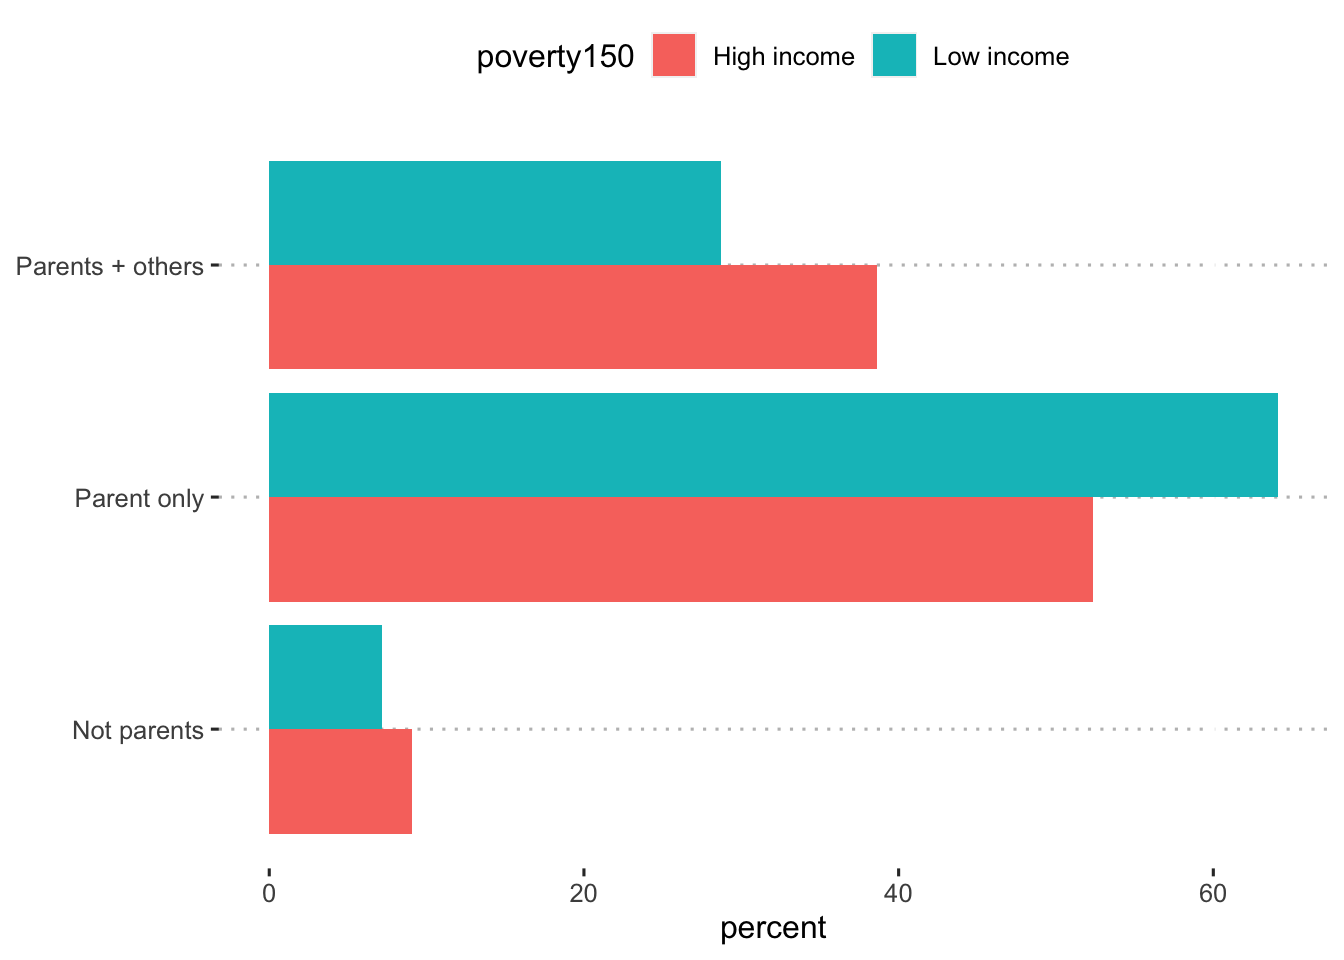 poverty150 High income Low income
Parents + others
Parent only
Not parents
0 20 40 60
percent